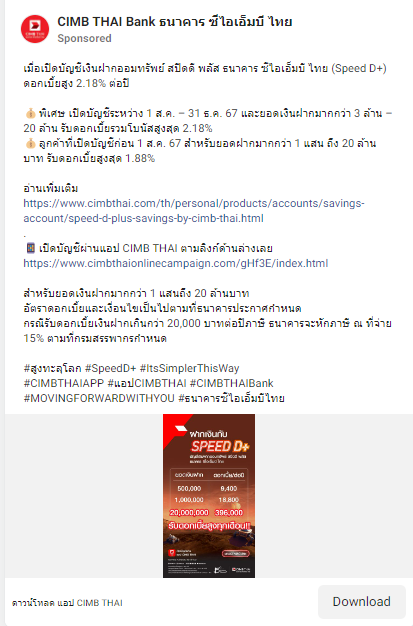 CIMB THAI Bank ธนาคาร ซีไอเอ็มบี ไทย
Sponsored
เมื่อเปิดบัญชีเงินฝากออมทรัพย์ สปีดดี พลัส ธนาคาร ซีไอเอ็มบี ไทย (Speed D+)
ดอกเบี้ยสูง 2.18% ต่อปี
👍 พิเศษ เปิดบัญชีระหว่าง 1 ส.ค. – 31 ธ.ค. 67 และยอดเงินฝากมากกว่า 3 ล้าน –
20 ล้าน รับดอกเบี้ยรวมโบนัสสูงสุด 2.18%
👍 ลูกค้าที่เปิดบัญชีก่อน 1 ส.ค. 67 สำหรับยอดฝากมากกว่า 1 แสน ถึง 20 ล้าน
บาท รับดอกเบี้ยสูงสุด 1.88%
อ่านเพิ่มเติม
https://www.cimbthai.com/th/personal/products/accounts/savings-
account/speed-d-plus-savings-by-cimb-thai.html
.
📲 เปิดบัญชีผ่านแอป CIMB THAI ตามลิงก์ด้านล่างเลย
https://www.cimbthaionlinecampaign.com/gHf3E/index.html
สำหรับยอดเงินฝากมากกว่า 1 แสนถึง 20 ล้านบาท
อัตราดอกเบี้ยและเงื่อนไขเป็นไปตามที่ธนาคารประกาศกำหนด
กรณีรับดอกเบี้ยเงินฝากเกินกว่า 20,000 บาทต่อปีภาษี ธนาคารจะหักภาษี ณ ที่จ่าย
15% ตามที่กรมสรรพากรกำหนด
#สูงทะลุโลก #SpeedD+ #ItsSimplerThisWay
#CIMBTHAIAPP #แอปCIMBTHAI #CIMBTHAIBank
#MOVINGFORWARDWITHYOU #ธนาคารซีไอเอ็มบีไทย
ฝากเงินกับ
SPEED D+
ยอดเงินฝาก ดอกเบี้ย/ต่อปี
500,000 9,400
1,000,000 18,800
20,000,000 396,000
รับดอกเบี้ยสูงทุกเดือน!!
ดาวน์โหลด แอป CIMB THAI
Download